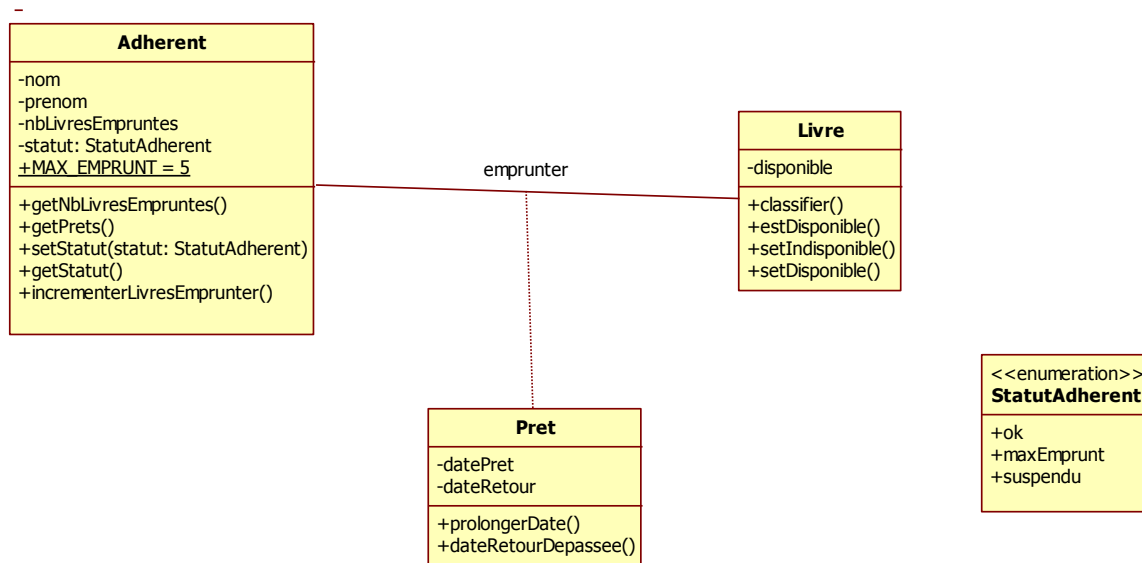 Adherent
-nom
-prenom
-nbLivresEmpruntes
-statut: StatutAdherent
+MAX_EMPRUNT = 5
+getNbLivresEmpruntes()
+getPrets()
+setStatut(statut: StatutAdherent)
+getStatut()
+incrementerLivresEmprunter()
emprunter
Livre
-disponible
+classifier()
+estDisponible()
+setIndisponible()
+setDisponible()
Pret
-datePret
-dateRetour
+prolongerDate()
+dateRetourDepassee()
<<enumeration>>
StatutAdherent
+ok
+maxEmprunt
+suspendu